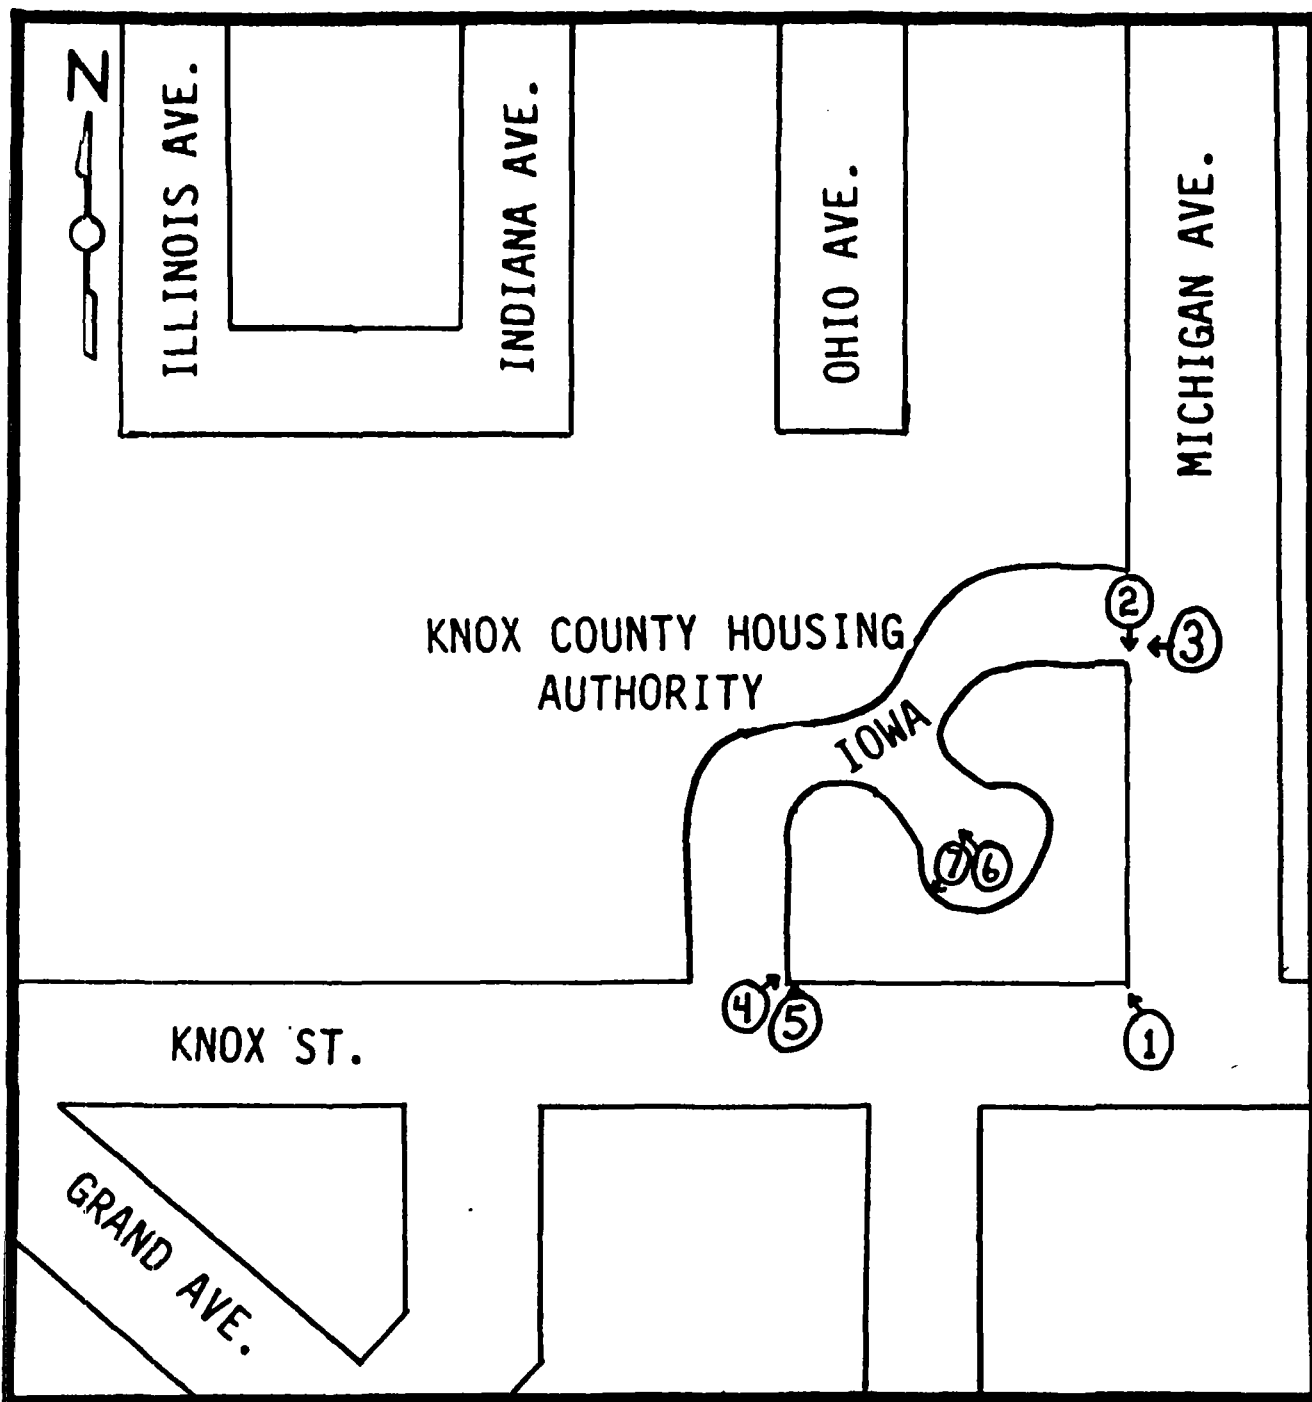 N
ILLINOIS AVE.
INDIANA AVE.
OHIO AVE.
MICHIGAN AVE.
2
3
KNOX COUNTY HOUSING
AUTHORITY
IOWA
7 6
4
5
1
KNOX ST.
GRAND AVE.